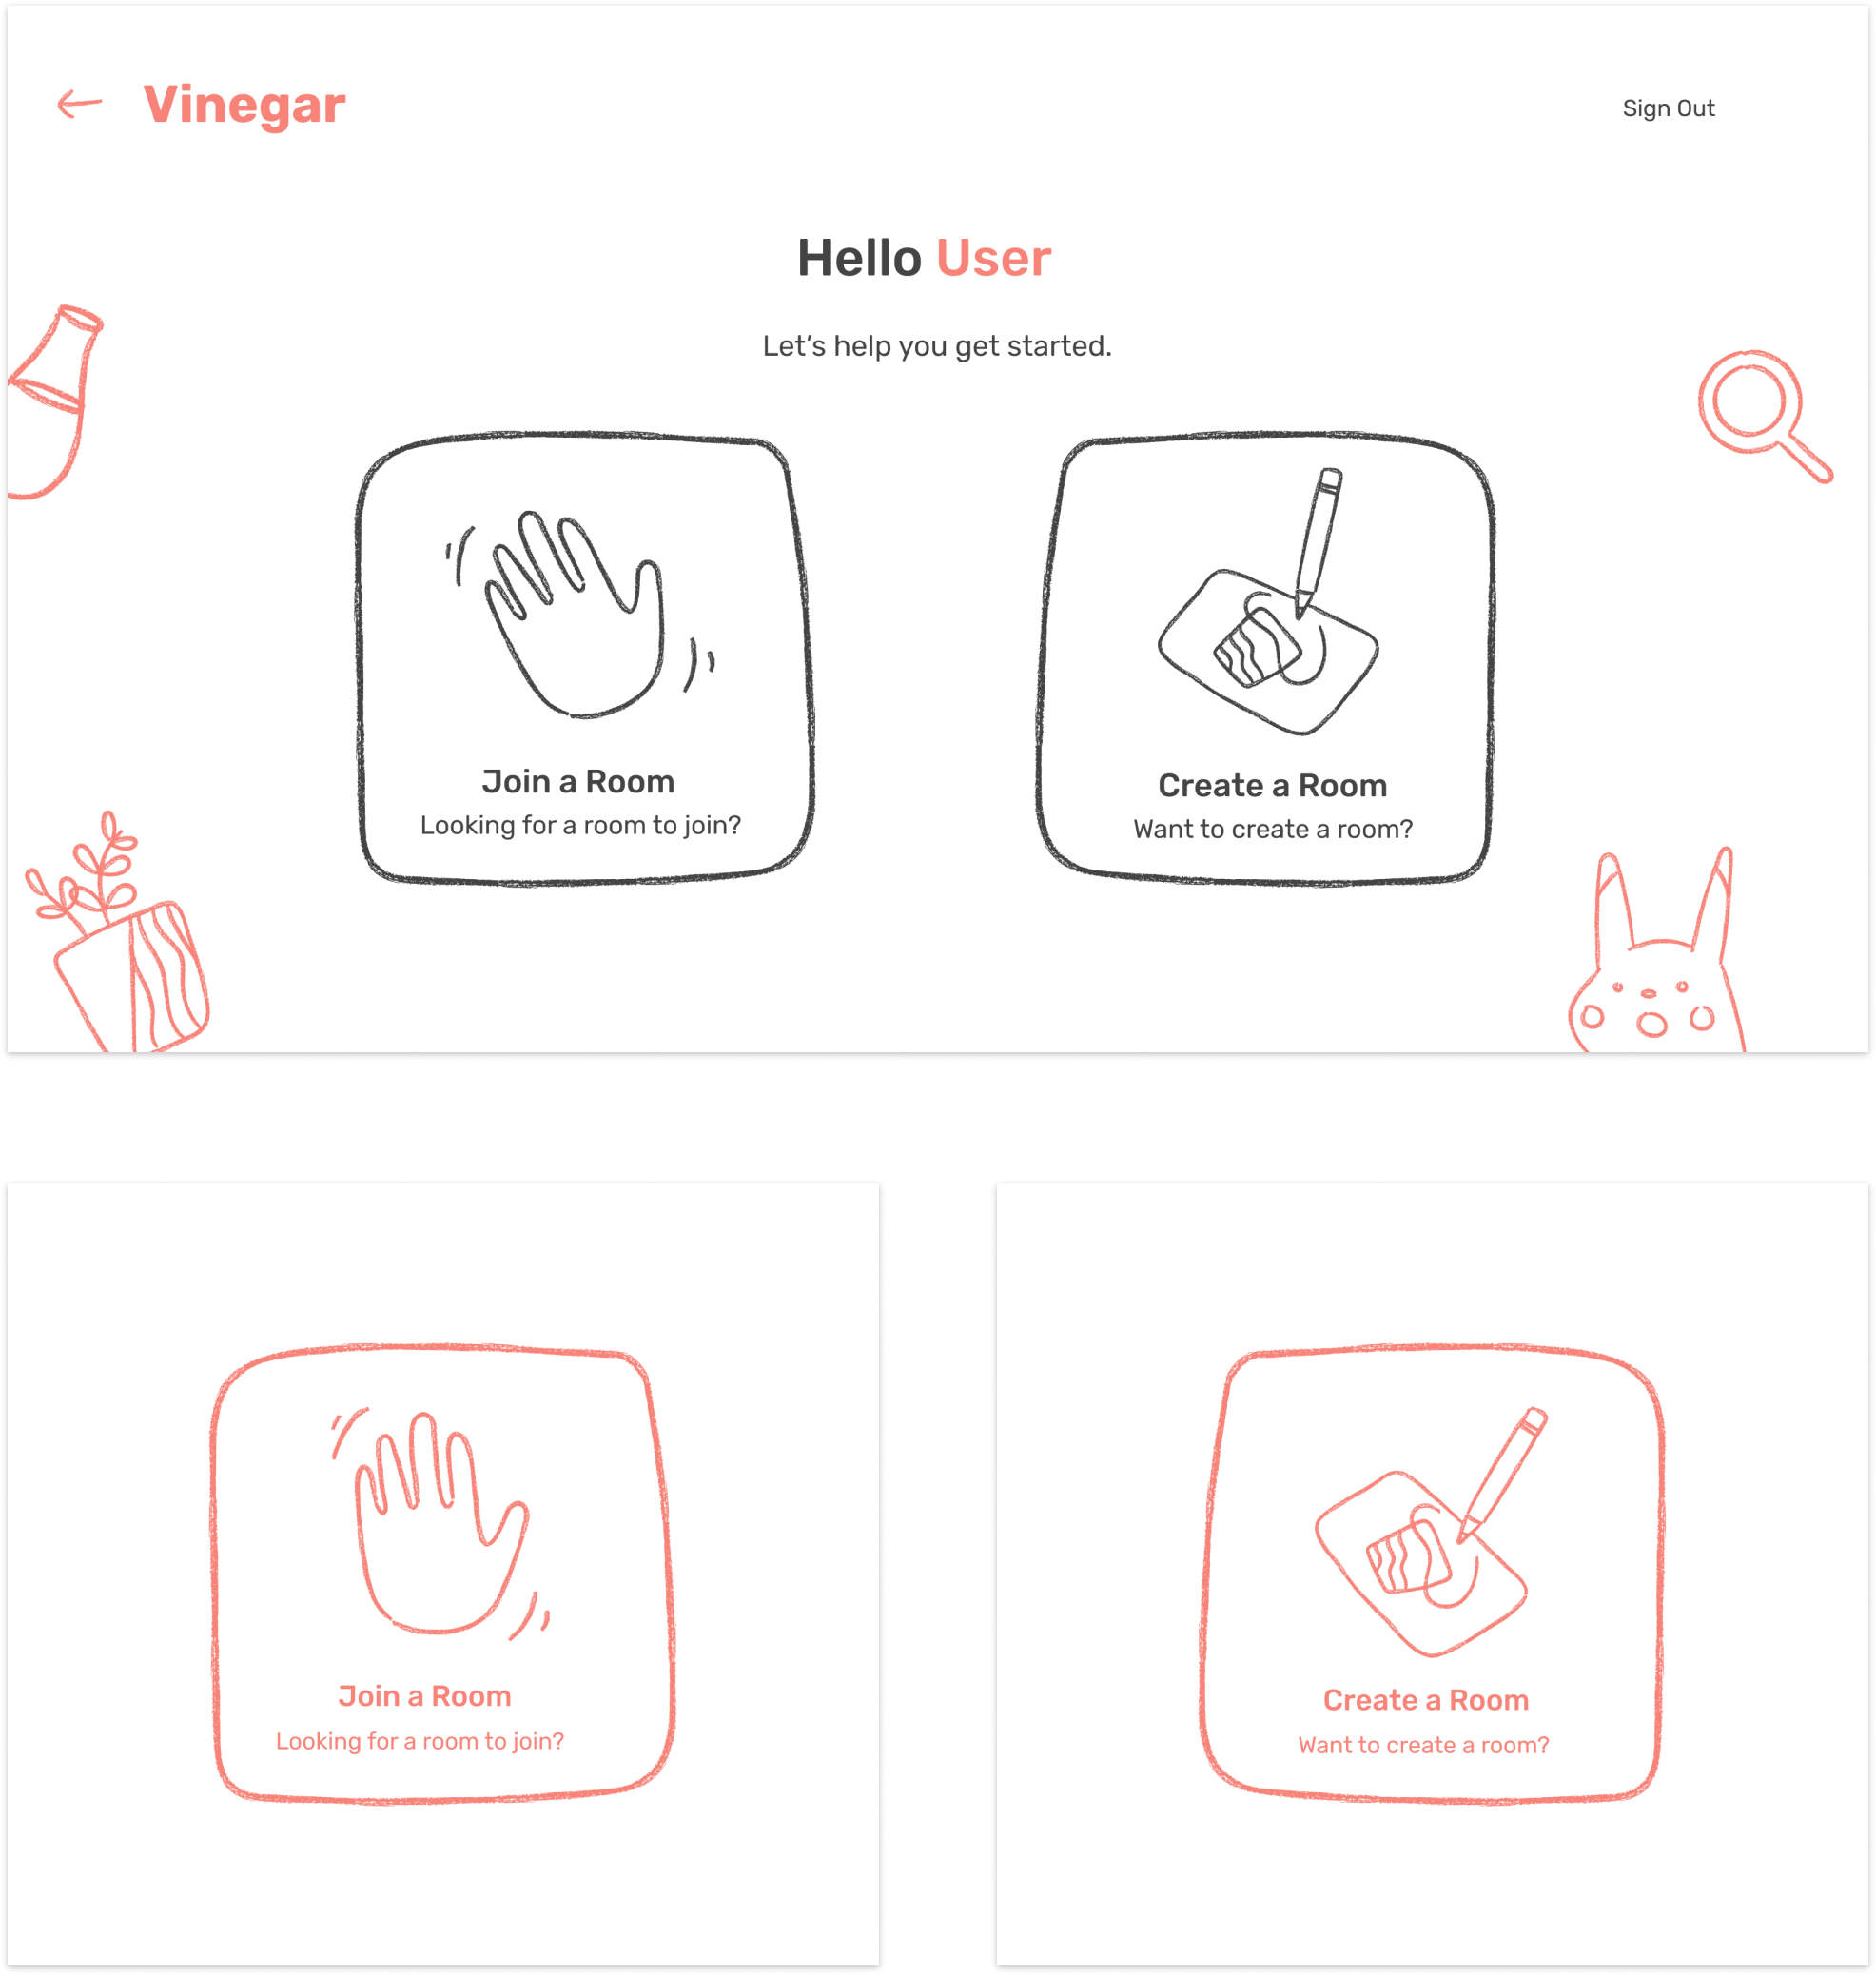 Vinegar
Sign Out
Hello User
Let’s help you get started.
Join a Room
Looking for a room to join?
Create a Room
Want to create a room?
Join a Room
Looking for a room to join?
Create a Room
Want to create a room?